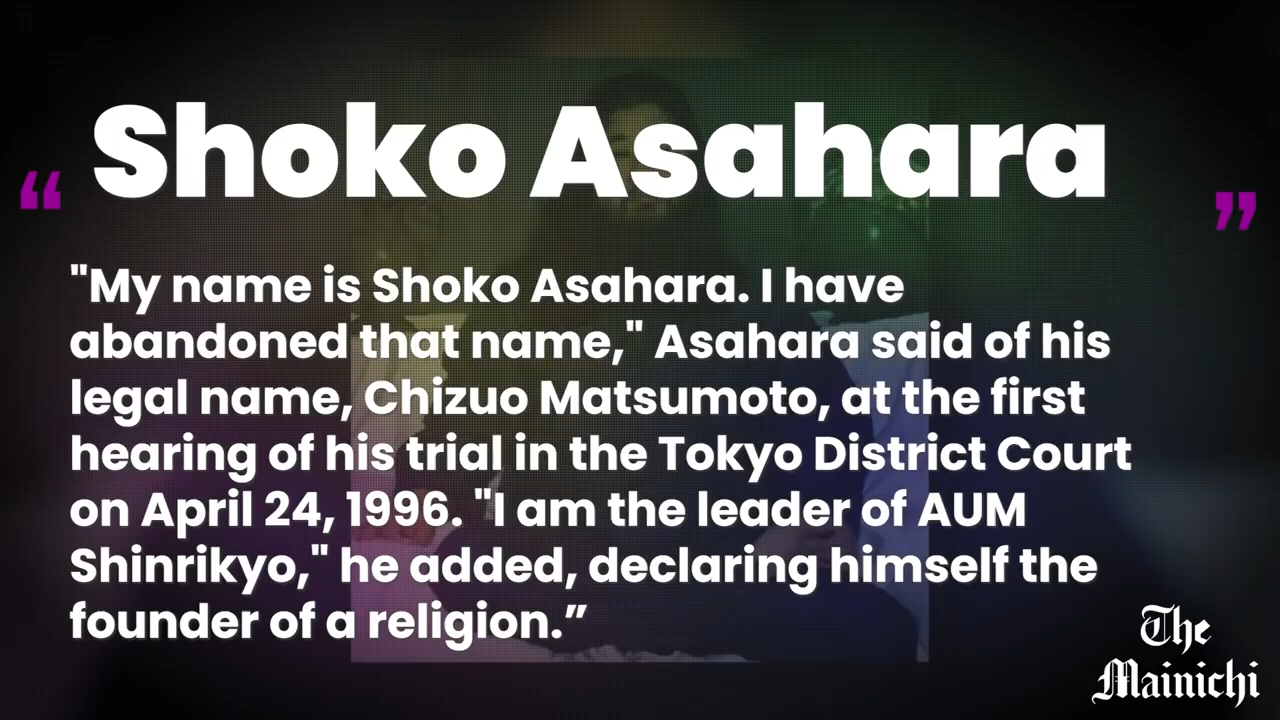 Shoko Asahara
“ ”
"My name is Shoko Asahara. I have
abandoned that name," Asahara said of his
legal name, Chizuo Matsumoto, at the first
hearing of his trial in the Tokyo District Court
on April 24, 1996. "I am the leader of AUM
Shinrikyo," he added, declaring himself the
founder of a religion.”
The
Mainichi